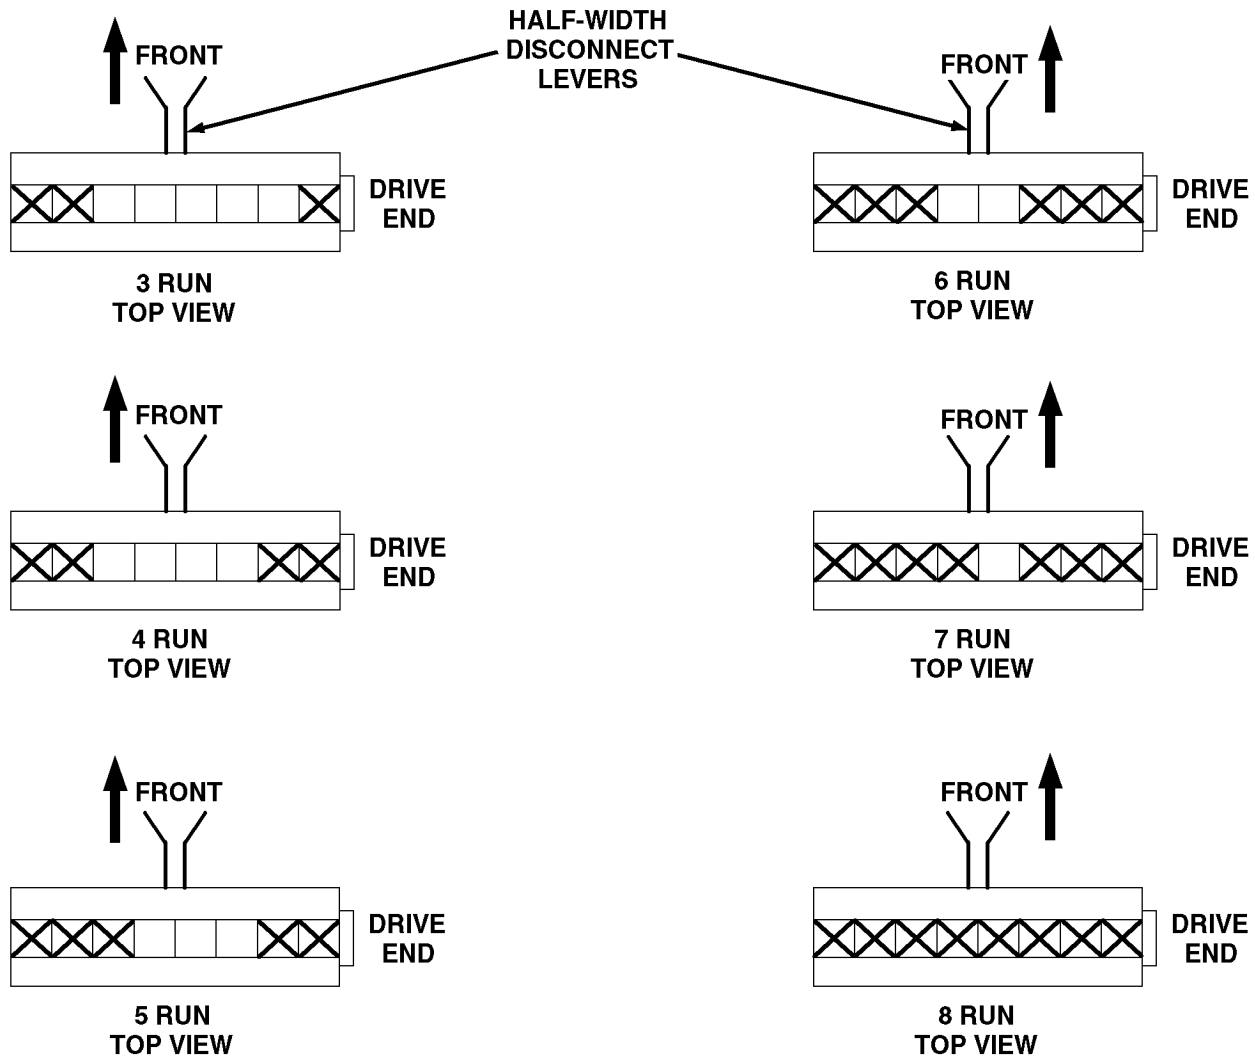 HALF-WIDTH
DISCONNECT
LEVERS
FRONT
DRIVE
END
3 RUN
TOP VIEW
FRONT
DRIVE
END
6 RUN
TOP VIEW
FRONT
DRIVE
END
4 RUN
TOP VIEW
FRONT
DRIVE
END
7 RUN
TOP VIEW
FRONT
DRIVE
END
5 RUN
TOP VIEW
FRONT
DRIVE
END
8 RUN
TOP VIEW